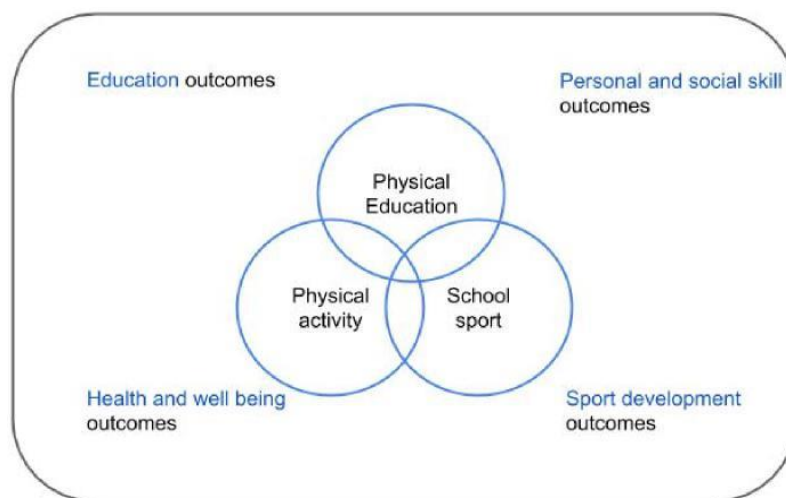 Education outcomes
Personal and social skill
outcomes
Physical
Education
Physical
activity
School
sport
Health and well being
outcomes
Sport development
outcomes